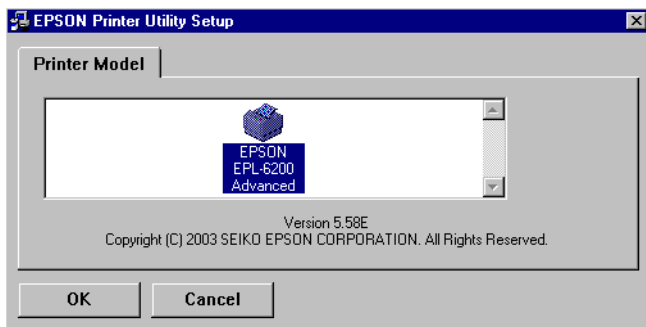 EPSON Printer Utility Setup
Printer Model
EPSON
EPL-6200
Advanced
Version 5.58E
Copyright (C) 2003 SEIKO EPSON CORPORATION. All Rights Reserved.
OK
Cancel